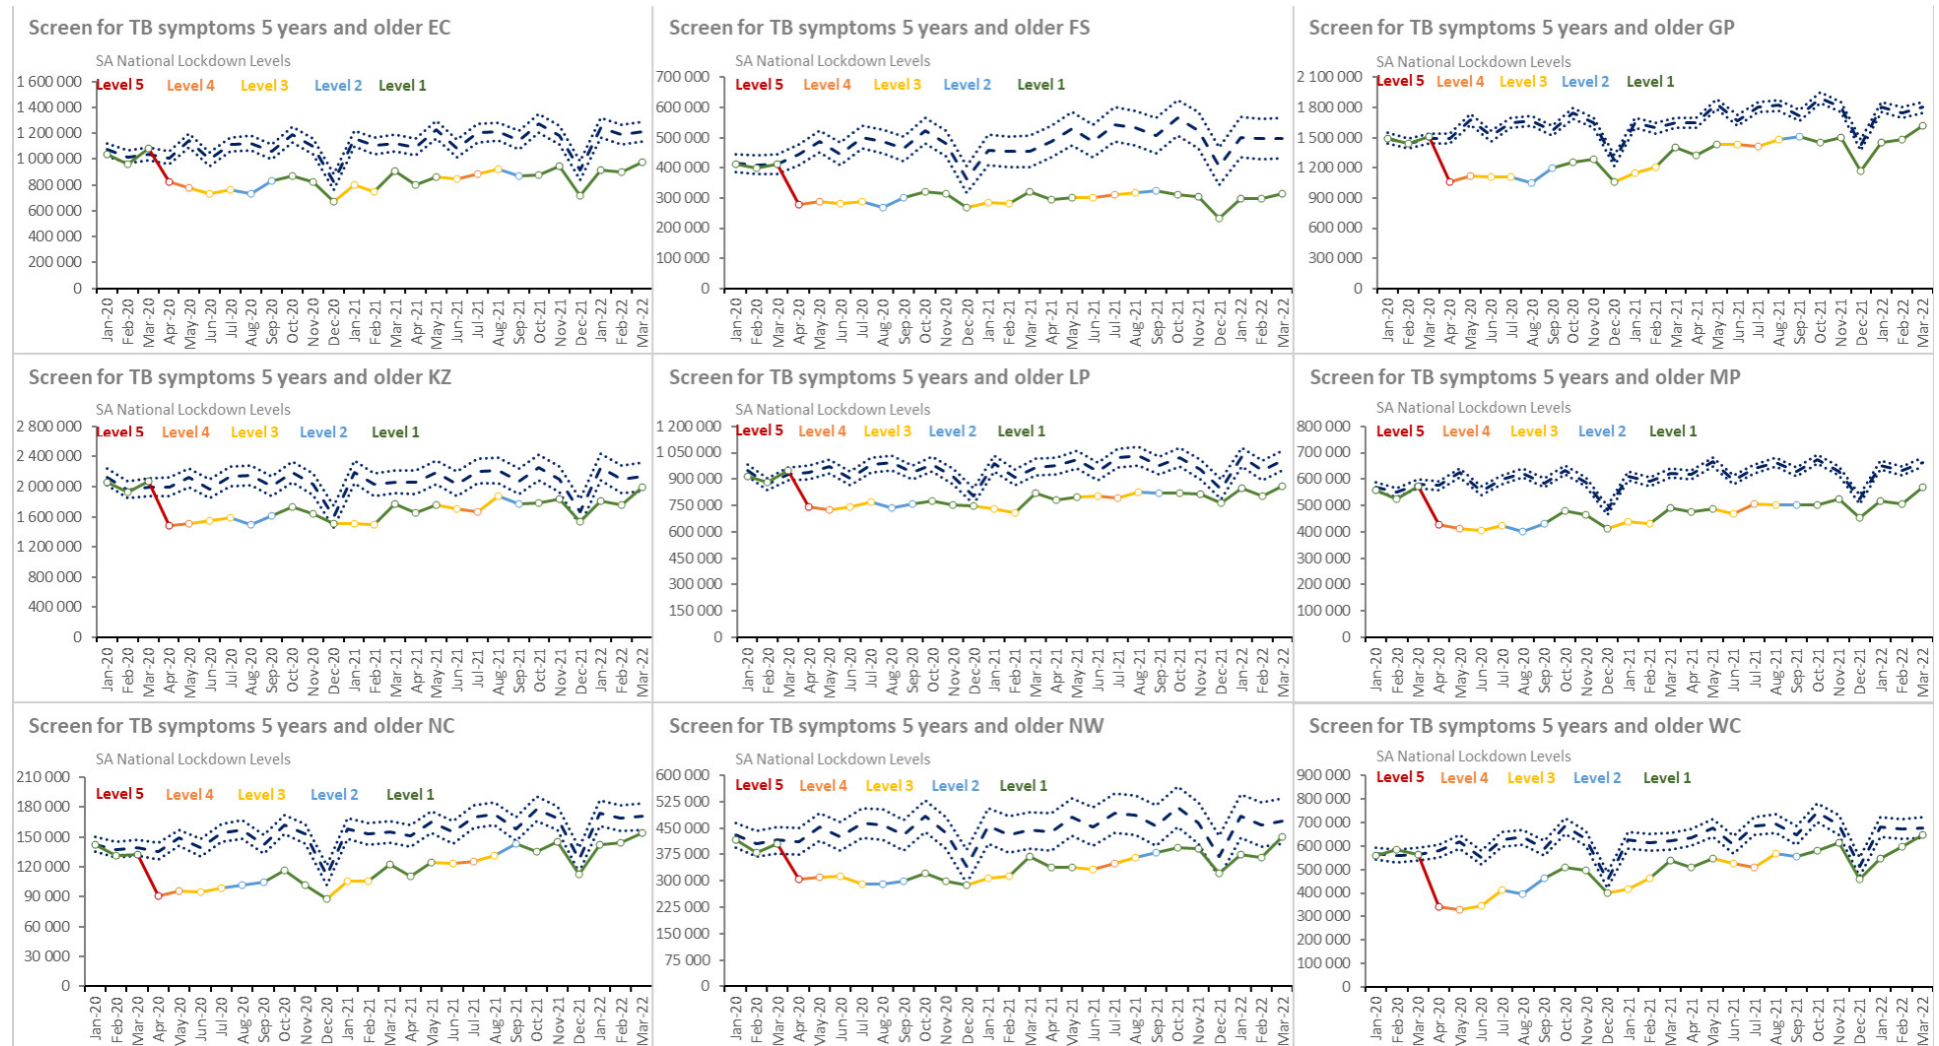 Screen for TB symptoms 5 years and older EC
SA National Lockdown Levels
Level 5 Level 4 Level 3 Level 2 Level 1
1 600 000
1 400 000
1 200 000
1 000 000
800 000
600 000
400 000
200 000
0
Jan-20 Feb-20 Mar-20 Apr-20 May-20 Jun-20 Jul-20 Aug-20 Sep-20 Oct-20 Nov-20 Dec-20 Jan-21 Feb-21 Mar-21 Apr-21 May-21 Jun-21 Jul-21 Aug-21 Sep-21 Oct-21 Nov-21 Dec-21 Jan-22 Feb-22 Mar-22
Screen for TB symptoms 5 years and older FS
SA National Lockdown Levels
Level 5 Level 4 Level 3 Level 2 Level 1
700 000
600 000
500 000
400 000
300 000
200 000
100 000
0
Jan-20 Feb-20 Mar-20 Apr-20 May-20 Jun-20 Jul-20 Aug-20 Sep-20 Oct-20 Nov-20 Dec-20 Jan-21 Feb-21 Mar-21 Apr-21 May-21 Jun-21 Jul-21 Aug-21 Sep-21 Oct-21 Nov-21 Dec-21 Jan-22 Feb-22 Mar-22
Screen for TB symptoms 5 years and older GP
SA National Lockdown Levels
Level 5 Level 4 Level 3 Level 2 Level 1
2 100 000
1 800 000
1 500 000
1 200 000
900 000
600 000
300 000
0
Jan-20 Feb-20 Mar-20 Apr-20 May-20 Jun-20 Jul-20 Aug-20 Sep-20 Oct-20 Nov-20 Dec-20 Jan-21 Feb-21 Mar-21 Apr-21 May-21 Jun-21 Jul-21 Aug-21 Sep-21 Oct-21 Nov-21 Dec-21 Jan-22 Feb-22 Mar-22
Screen for TB symptoms 5 years and older KZ
SA National Lockdown Levels
Level 5 Level 4 Level 3 Level 2 Level 1
2 800 000
2 400 000
2 000 000
1 600 000
1 200 000
800 000
400 000
0
Jan-20 Feb-20 Mar-20 Apr-20 May-20 Jun-20 Jul-20 Aug-20 Sep-20 Oct-20 Nov-20 Dec-20 Jan-21 Feb-21 Mar-21 Apr-21 May-21 Jun-21 Jul-21 Aug-21 Sep-21 Oct-21 Nov-21 Dec-21 Jan-22 Feb-22 Mar-22
Screen for TB symptoms 5 years and older LP
SA National Lockdown Levels
Level 5 Level 4 Level 3 Level 2 Level 1
1 200 000
1 050 000
900 000
750 000
600 000
450 000
300 000
150 000
0
Jan-20 Feb-20 Mar-20 Apr-20 May-20 Jun-20 Jul-20 Aug-20 Sep-20 Oct-20 Nov-20 Dec-20 Jan-21 Feb-21 Mar-21 Apr-21 May-21 Jun-21 Jul-21 Aug-21 Sep-21 Oct-21 Nov-21 Dec-21 Jan-22 Feb-22 Mar-22
Screen for TB symptoms 5 years and older MP
SA National Lockdown Levels
Level 5 Level 4 Level 3 Level 2 Level 1
800 000
700 000
600 000
500 000
400 000
300 000
200 000
100 000
0
Jan-20 Feb-20 Mar-20 Apr-20 May-20 Jun-20 Jul-20 Aug-20 Sep-20 Oct-20 Nov-20 Dec-20 Jan-21 Feb-21 Mar-21 Apr-21 May-21 Jun-21 Jul-21 Aug-21 Sep-21 Oct-21 Nov-21 Dec-21 Jan-22 Feb-22 Mar-22
Screen for TB symptoms 5 years and older NC
SA National Lockdown Levels
Level 5 Level 4 Level 3 Level 2 Level 1
210 000
180 000
150 000
120 000
90 000
60 000
30 000
0
Jan-20 Feb-20 Mar-20 Apr-20 May-20 Jun-20 Jul-20 Aug-20 Sep-20 Oct-20 Nov-20 Dec-20 Jan-21 Feb-21 Mar-21 Apr-21 May-21 Jun-21 Jul-21 Aug-21 Sep-21 Oct-21 Nov-21 Dec-21 Jan-22 Feb-22 Mar-22
Screen for TB symptoms 5 years and older NW
SA National Lockdown Levels
Level 5 Level 4 Level 3 Level 2 Level 1
600 000
525 000
450 000
375 000
300 000
225 000
150 000
75 000
0
Jan-20 Feb-20 Mar-20 Apr-20 May-20 Jun-20 Jul-20 Aug-20 Sep-20 Oct-20 Nov-20 Dec-20 Jan-21 Feb-21 Mar-21 Apr-21 May-21 Jun-21 Jul-21 Aug-21 Sep-21 Oct-21 Nov-21 Dec-21 Jan-22 Feb-22 Mar-22
Screen for TB symptoms 5 years and older WC
SA National Lockdown Levels
Level 5 Level 4 Level 3 Level 2 Level 1
900 000
800 000
700 000
600 000
500 000
400 000
300 000
200 000
100 000
0
Jan-20 Feb-20 Mar-20 Apr-20 May-20 Jun-20 Jul-20 Aug-20 Sep-20 Oct-20 Nov-20 Dec-20 Jan-21 Feb-21 Mar-21 Apr-21 May-21 Jun-21 Jul-21 Aug-21 Sep-21 Oct-21 Nov-21 Dec-21 Jan-22 Feb-22 Mar-22